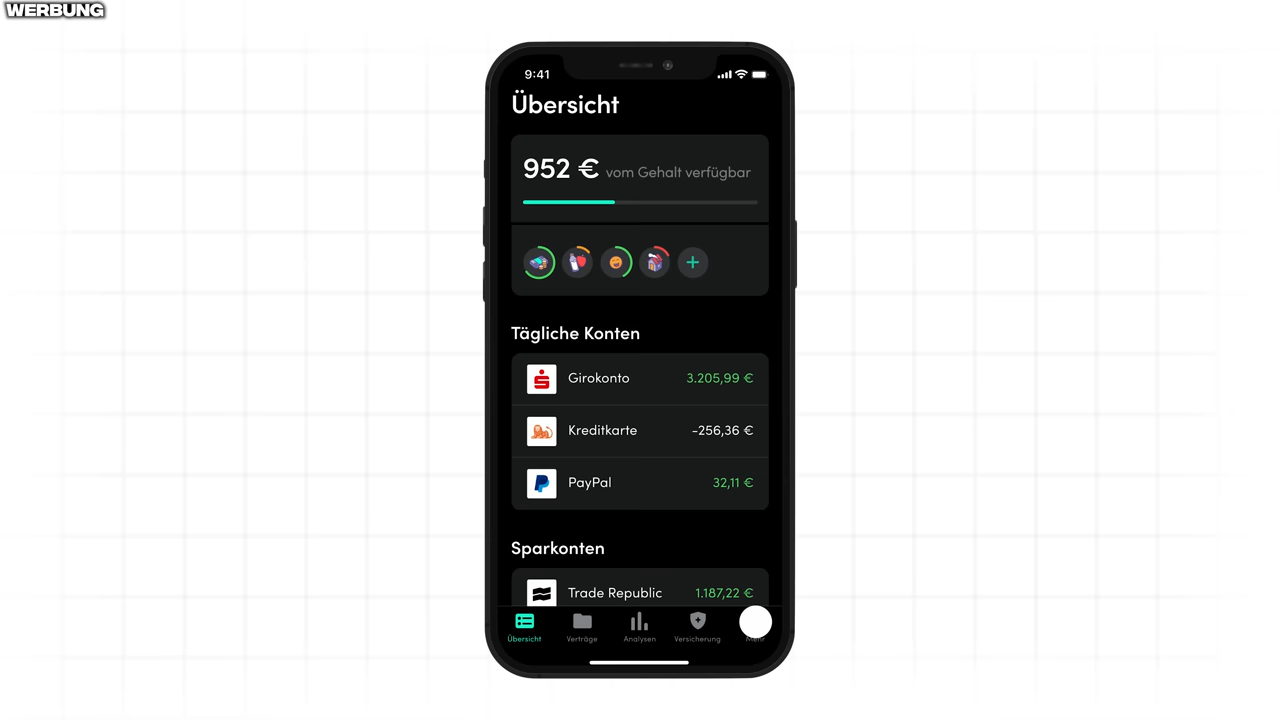 WERBUNG
9:41
Übersicht
952 € vom Gehalt verfügbar
Tägliche Konten
Girokonto 3.205,99 €
Kreditkarte -256,36 €
PayPal 32,11 €
Sparkonten
Trade Republic 1.187,22 €
Übersicht Verträge Analysen Versicherung